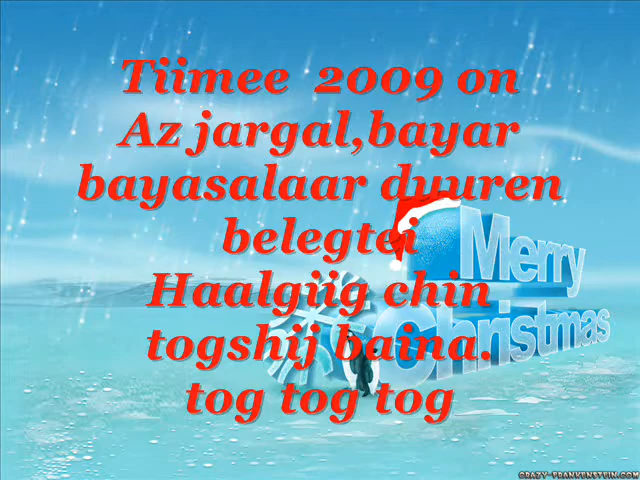 Tiimee  2009 on
Az jargal,bayar
bayasalaar duuren
belegtei
Haalgiig chin
togshij baina.
tog tog tog
Merry
Christmas
CRAZY-FRANKENSTEIN.COM